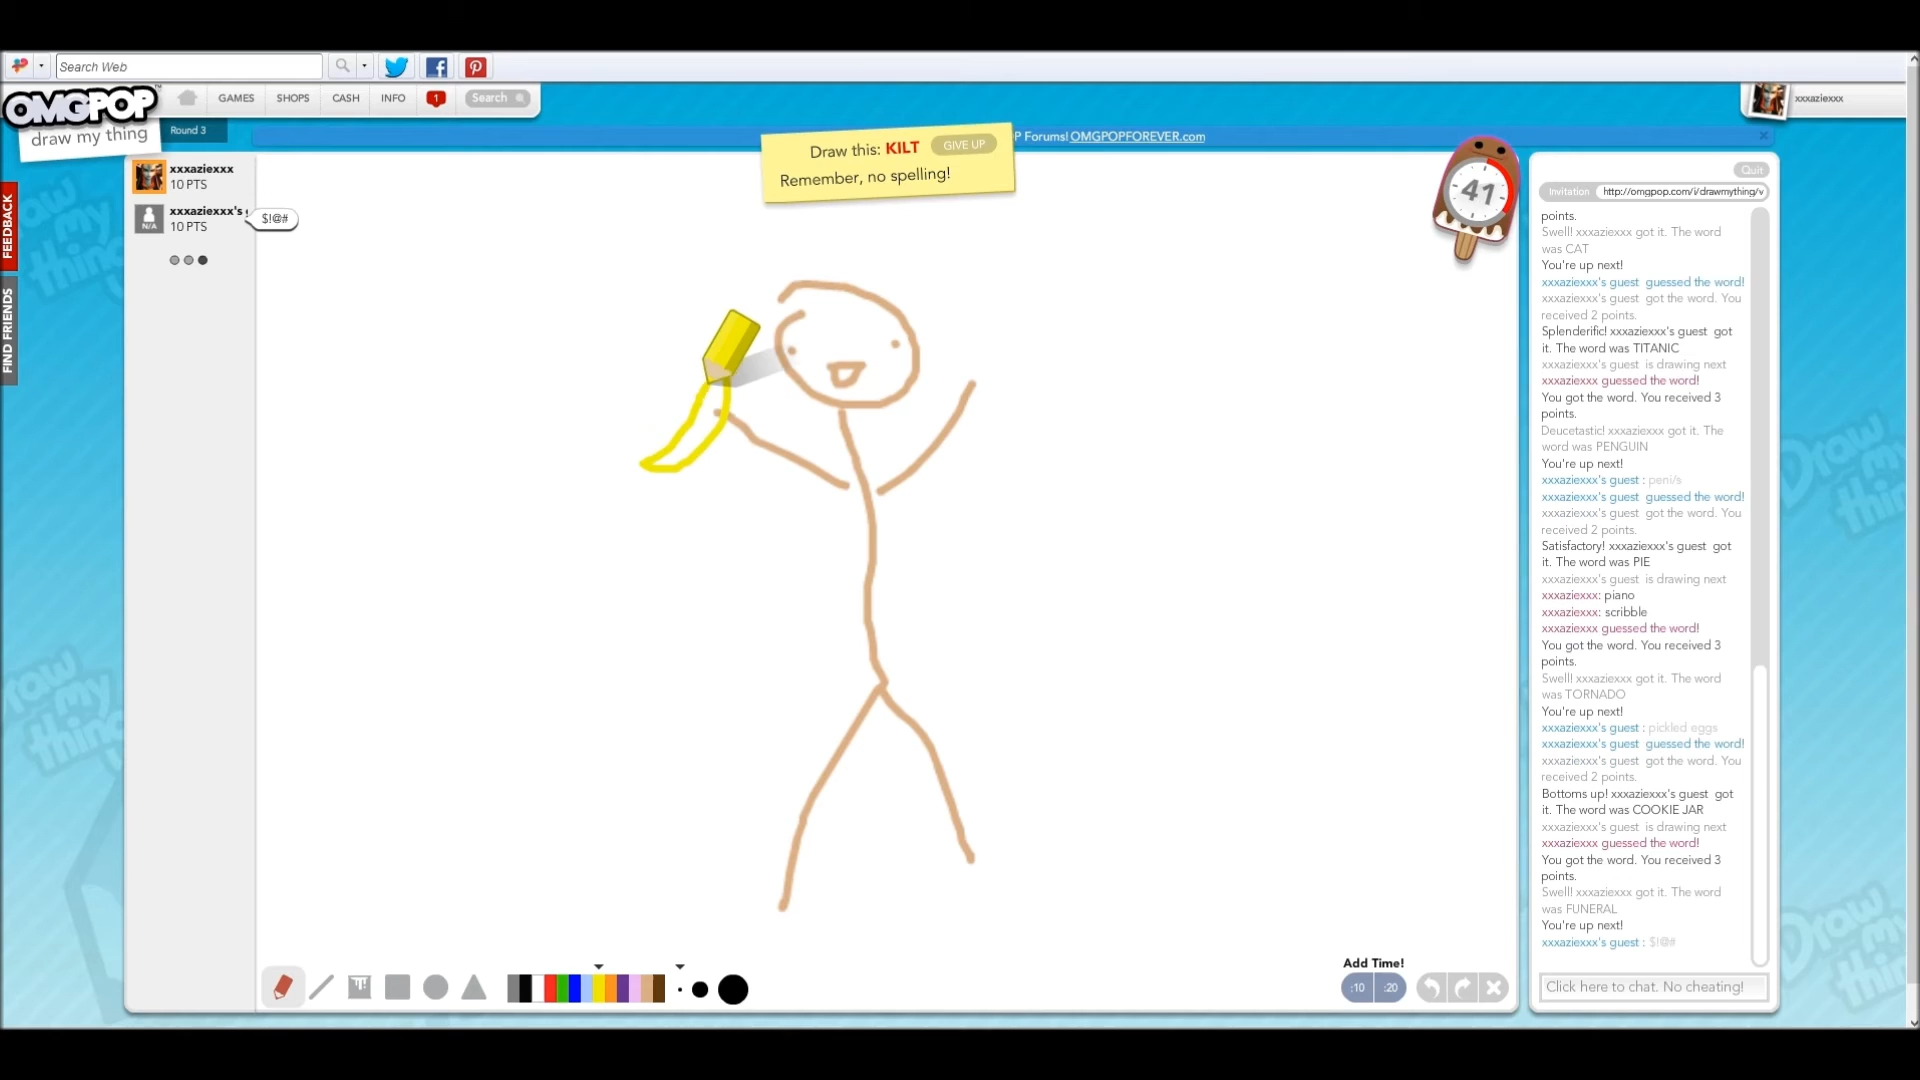 Search Web
OMGPOP
draw my thing
GAMES
SHOPS
CASH
INFO
1
Search
xxxaziexxx
Round 3
P Forums! OMGPOPFOREVER.com
Draw this: KILT
GIVE UP
Remember, no spelling!
FEEDBACK
FIND FRIENDS
xxxaziexxx
10 PTS
xxxaziexxx's
10 PTS
N/A
$!@#
41
Quit
Invitation http://omgpop.com/i/drawmything/v
points.
Swell! xxxaziexxx got it. The word
was CAT
You're up next!
xxxaziexxx's guest guessed the word!
xxxaziexxx's guest got the word. You
received 2 points.
Splenderific! xxxaziexxx's guest got
it. The word was TITANIC
xxxaziexxx's guest is drawing next
xxxaziexxx guessed the word!
You got the word. You received 3
points.
Deucetastic! xxxaziexxx got it. The
word was PENGUIN
You're up next!
xxxaziexxx's guest : peni/s
xxxaziexxx's guest guessed the word!
xxxaziexxx's guest got the word. You
received 2 points.
Satisfactory! xxxaziexxx's guest got
it. The word was PIE
xxxaziexxx's guest is drawing next
xxxaziexxx: piano
xxxaziexxx: scribble
xxxaziexxx guessed the word!
You got the word. You received 3
points.
Swell! xxxaziexxx got it. The word
was TORNADO
You're up next!
xxxaziexxx's guest : pickled eggs
xxxaziexxx's guest guessed the word!
xxxaziexxx's guest got the word. You
received 2 points.
Bottoms up! xxxaziexxx's guest got
it. The word was COOKIE JAR
xxxaziexxx's guest is drawing next
xxxaziexxx guessed the word!
You got the word. You received 3
points.
Swell! xxxaziexxx got it. The word
was FUNERAL
You're up next!
xxxaziexxx's guest : $!@#
Click here to chat. No cheating!
Add Time!
:10
:20